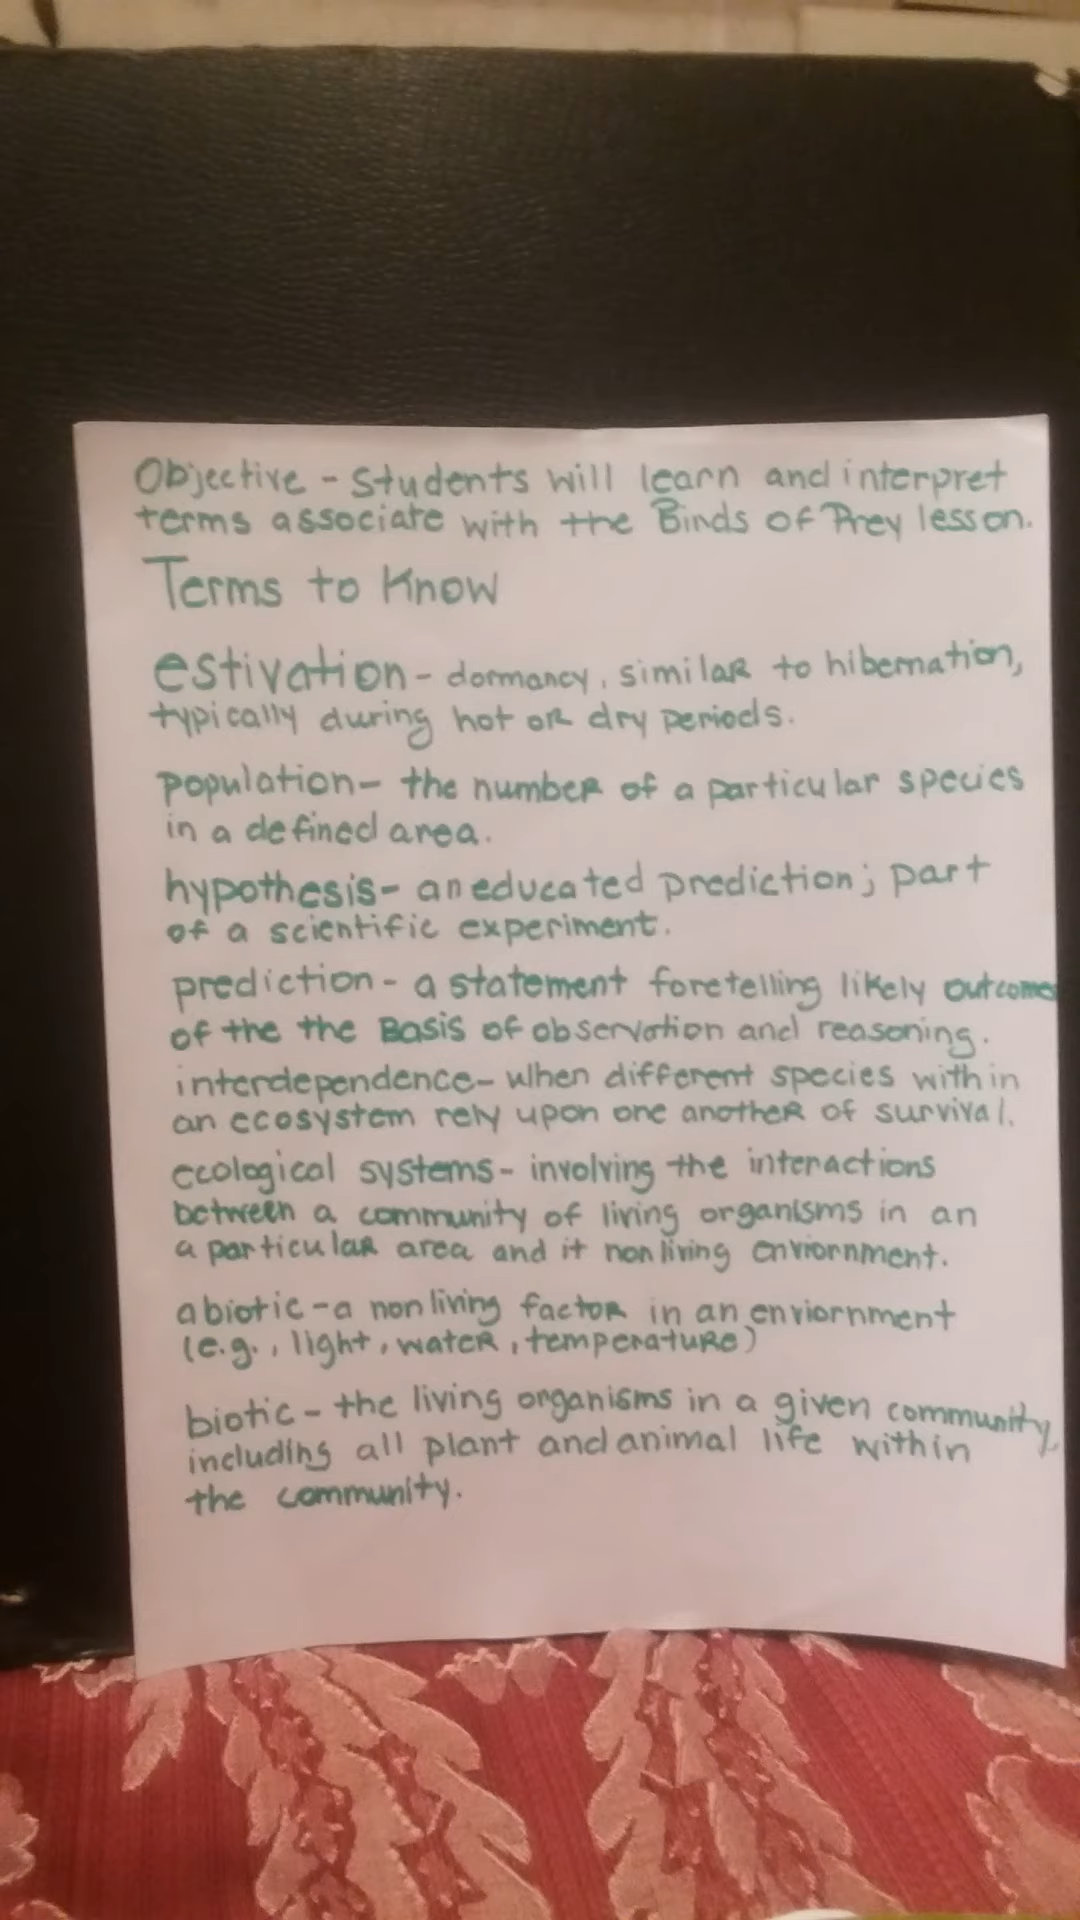 Objective - Students will learn and interpret
terms associate with the Binds of Prey lesson.
Terms to Know
estivation - dormancy, similar to hibernation,
typically during hot or dry periods.
population - the number of a particular species
in a defined area.
hypothesis - an educated prediction; part
of a scientific experiment.
prediction - a statement foretelling likely outcomes
of the the Basis of observation and reasoning.
interdependence - when different species within
an ecosystem rely upon one another of survival.
ecological systems - involving the interactions
between a community of living organisms in an
a particular area and it nonliving enviornment.
abiotic - a nonliving factor in an enviornment
(e.g., light, water, temperature)
biotic - the living organisms in a given community,
including all plant and animal life within
the community.